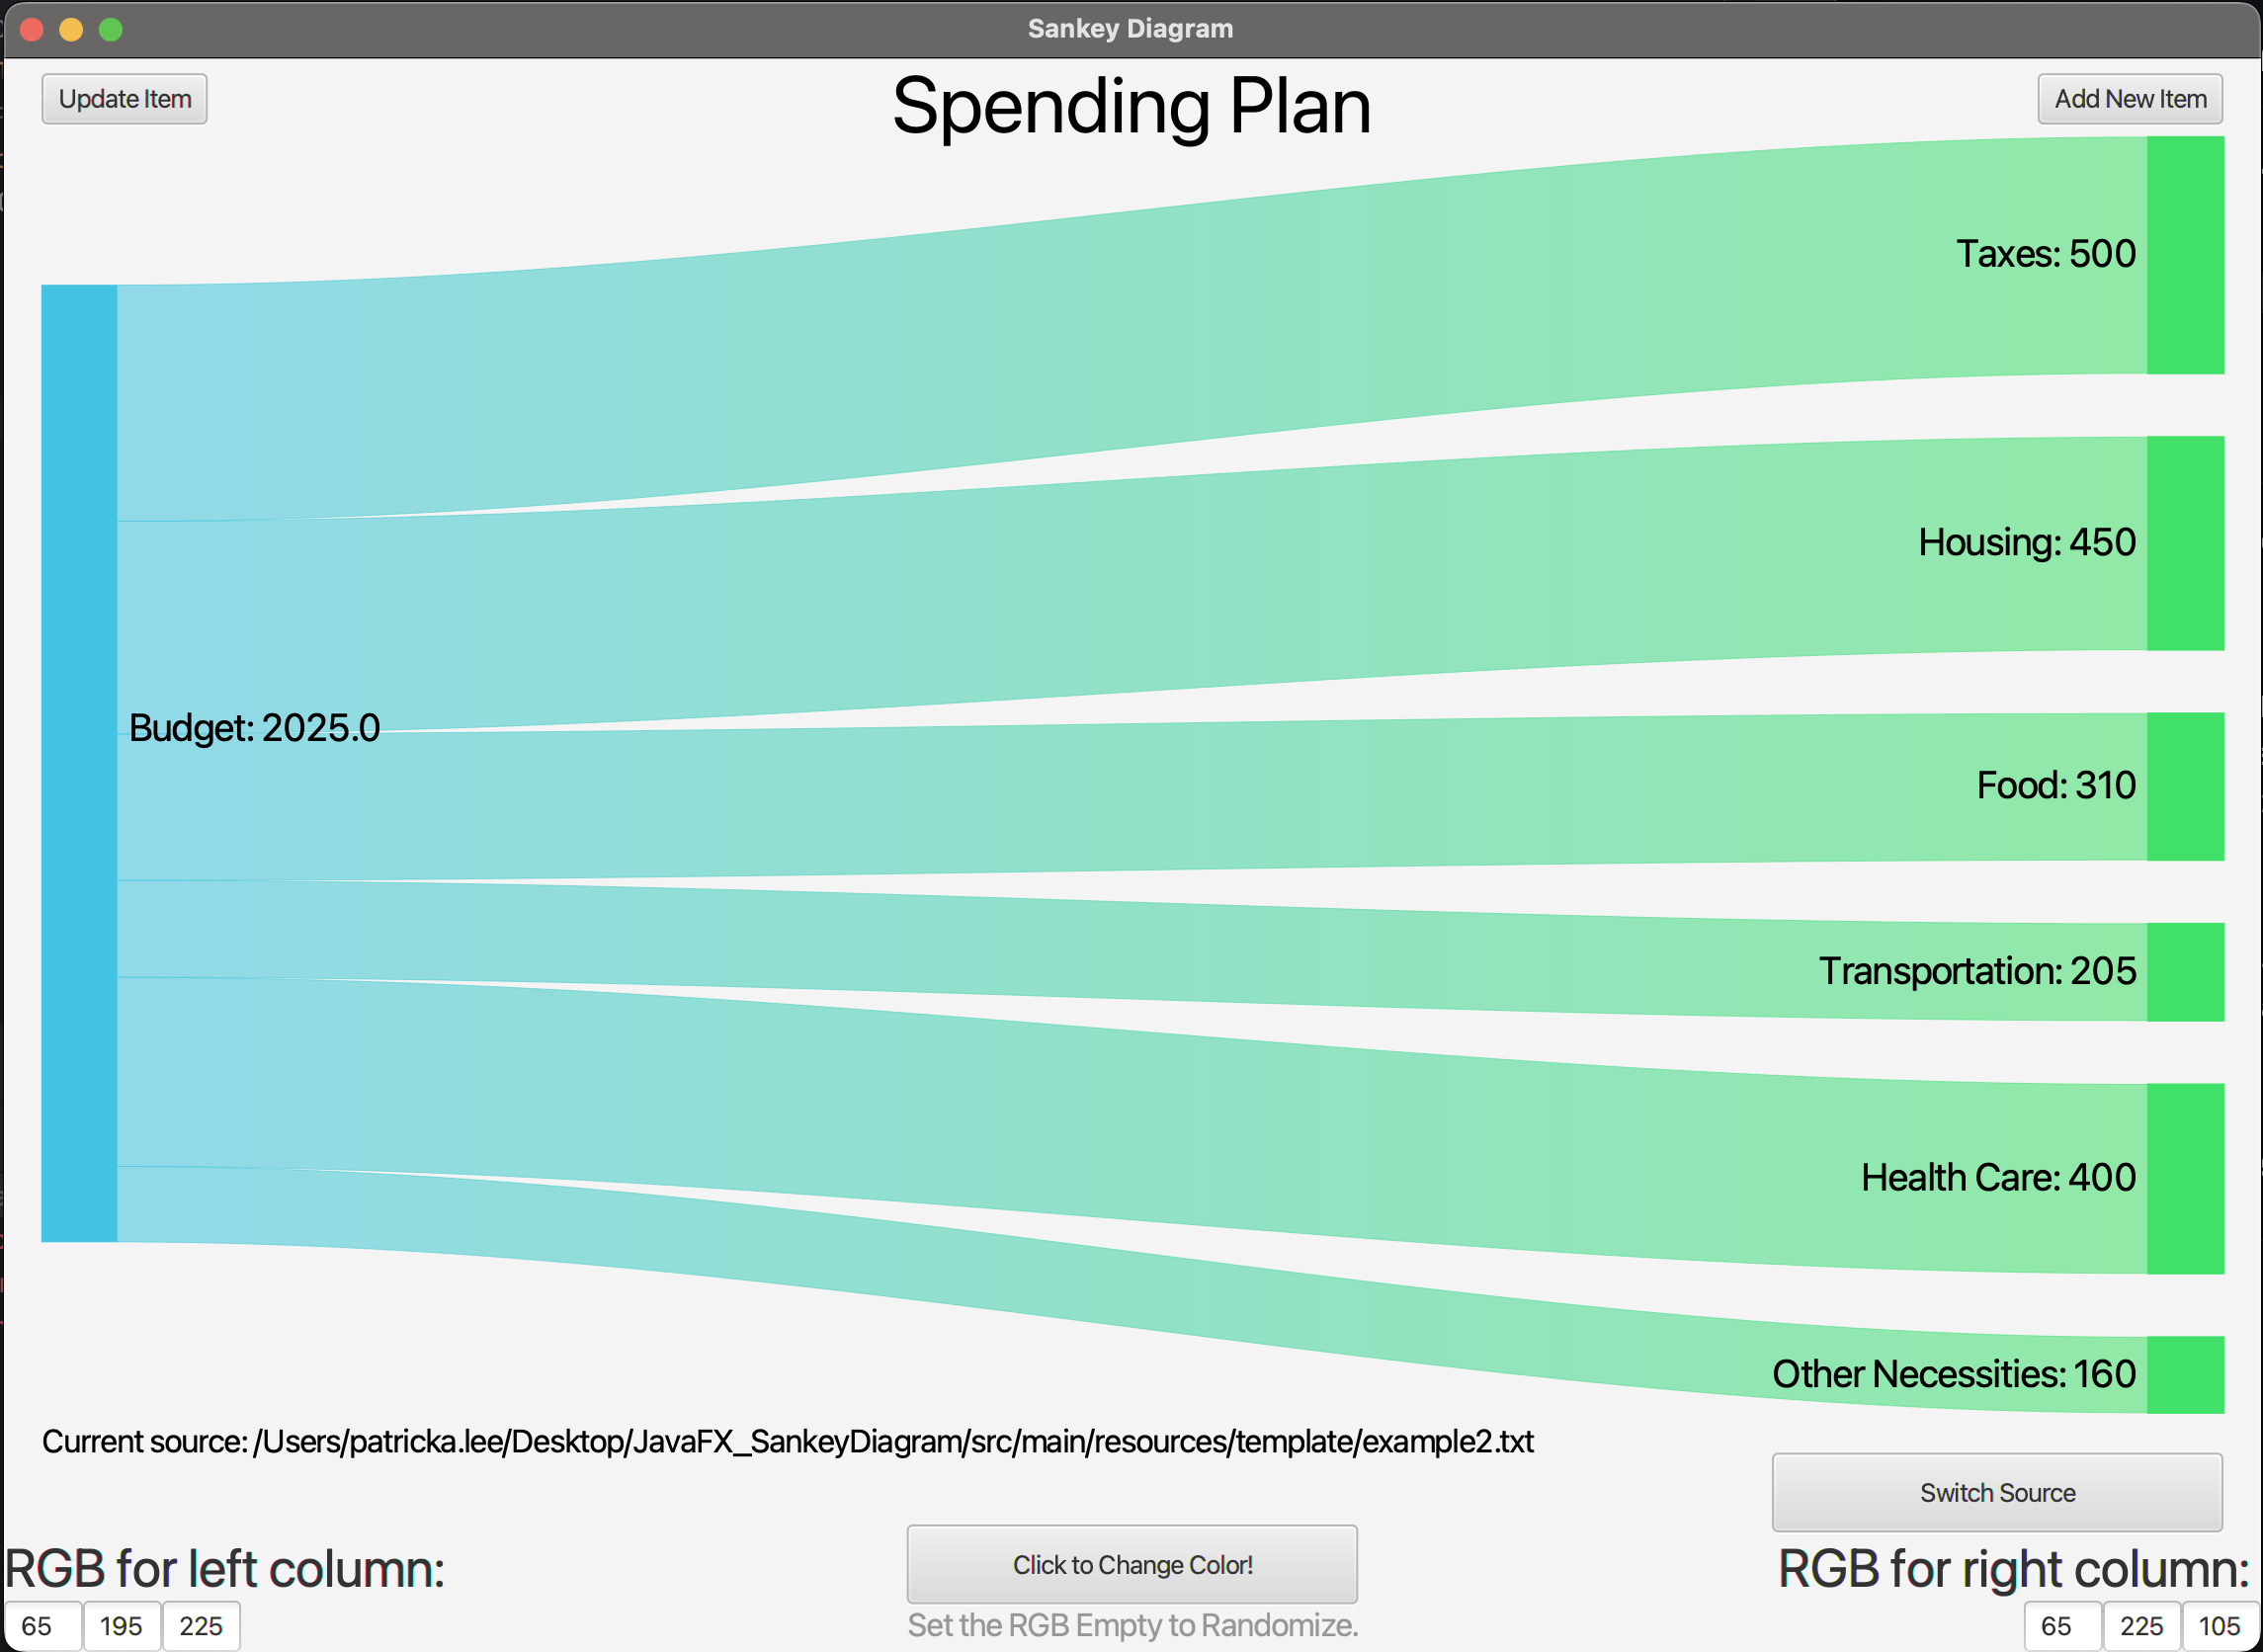 Sankey Diagram
Update Item
Spending Plan
Add New Item
Taxes: 500
Housing: 450
Budget: 2025.0
Food: 310
Transportation: 205
Health Care: 400
Other Necessities: 160
Current source: /Users/patricka.lee/Desktop/JavaFX_SankeyDiagram/src/main/resources/template/example2.txt
Switch Source
RGB for left column:
Click to Change Color!
RGB for right column:
65 195 225
Set the RGB Empty to Randomize.
65 225 105